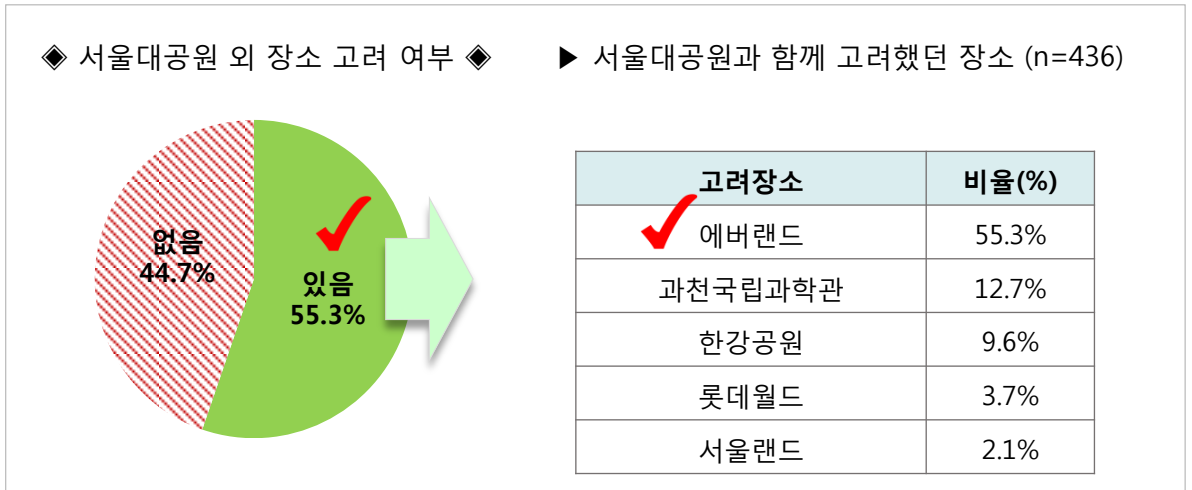 ◈ 서울대공원 외 장소 고려 여부 ◈
▶ 서울대공원과 함께 고려했던 장소 (n=436)
없음
44.7%
있음
55.3%
고려장소 비율(%)
에버랜드 55.3%
과천국립과학관 12.7%
한강공원 9.6%
롯데월드 3.7%
서울랜드 2.1%